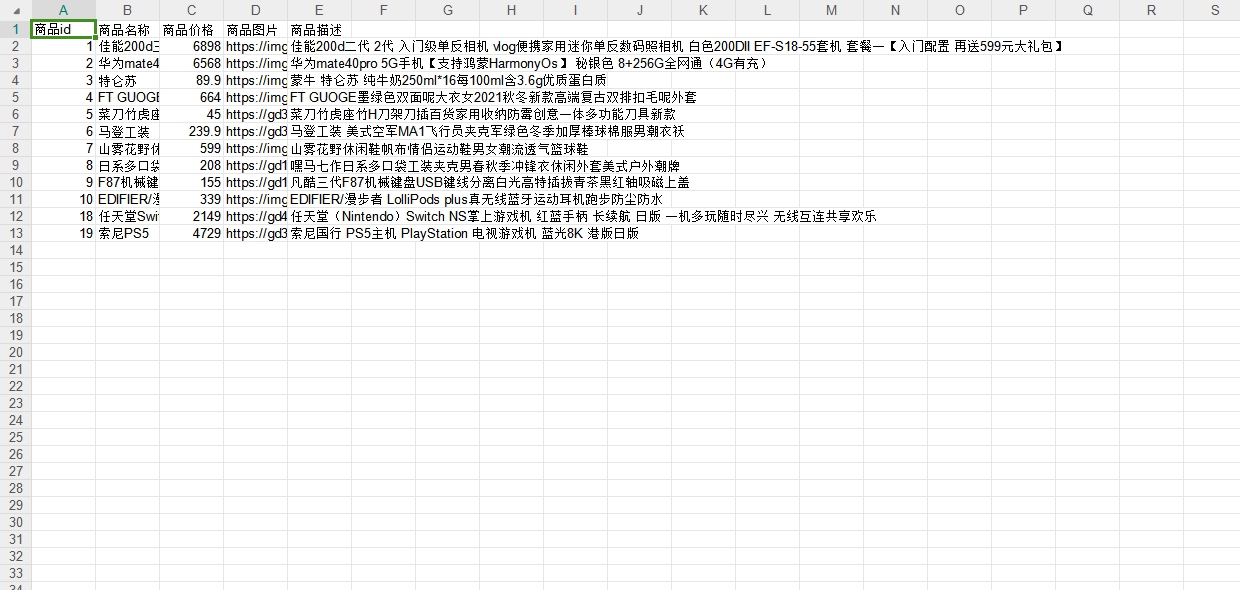 A B C D E F G H I J K L M N O P Q R S
1 商品id 商品名称 商品价格 商品图片 商品描述
2 1 佳能200d二 6898 https://img 佳能200d二代 2代 入门级单反相机 vlog便携家用迷你单反数码照相机 白色200DII EF-S18-55套机 套餐一【入门配置 再送599元大礼包】
3 2 华为mate4 6568 https://img 华为mate40pro 5G手机【支持鸿蒙HarmonyOs】 秘银色 8+256G全网通（4G有充）
4 3 特仑苏 89.9 https://img 蒙牛 特仑苏 纯牛奶250ml*16每100ml含3.6g优质蛋白质
5 4 FT GUOGE 664 https://img FT GUOGE墨绿色双面呢大衣女2021秋冬新款高端复古双排扣毛呢外套
6 5 菜刀竹虎座 45 https://gd3 菜刀竹虎座竹H刀架刀插百货家用收纳防霉创意一体多功能刀具新款
7 6 马登工装 239.9 https://gd3 马登工装 美式空军MA1飞行员夹克军绿色冬季加厚棒球棉服男潮衣袄
8 7 山雾花野休 599 https://img 山雾花野休闲鞋帆布情侣运动鞋男女潮流透气篮球鞋
9 8 日系多口袋 208 https://gd1 嘿马七作日系多口袋工装夹克男春秋季冲锋衣休闲外套美式户外潮牌
10 9 F87机械键 155 https://gd1 凡酷三代F87机械键盘USB键线分离白光高特插拔青茶黑红轴吸磁上盖
11 10 EDIFIER/漫 339 https://img EDIFIER/漫步者 LolliPods plus真无线蓝牙运动耳机跑步防尘防水
12 18 任天堂Swi 2149 https://gd4 任天堂（Nintendo）Switch NS掌上游戏机 红蓝手柄 长续航 日版 一机多玩随时尽兴 无线互连共享欢乐
13 19 索尼PS5 4729 https://gd3 索尼国行 PS5主机 PlayStation 电视游戏机 蓝光8K 港版日版
14
15
16
17
18
19
20
21
22
23
24
25
26
27
28
29
30
31
32
33
34